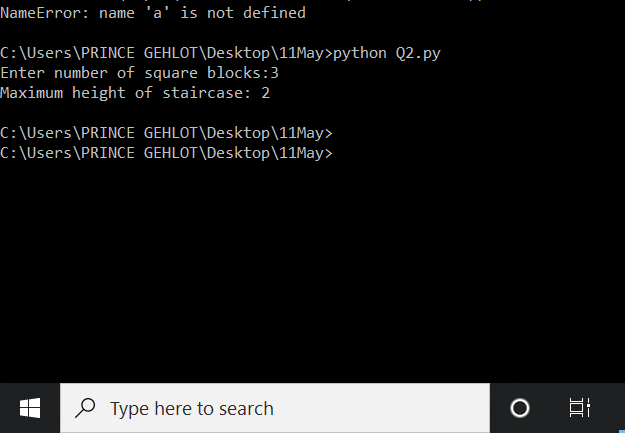 NameError: name 'a' is not defined
C:\Users\PRINCE GEHLOT\Desktop\11May>python Q2.py
Enter number of square blocks:3
Maximum height of staircase: 2
C:\Users\PRINCE GEHLOT\Desktop\11May>
C:\Users\PRINCE GEHLOT\Desktop\11May>
Type here to search